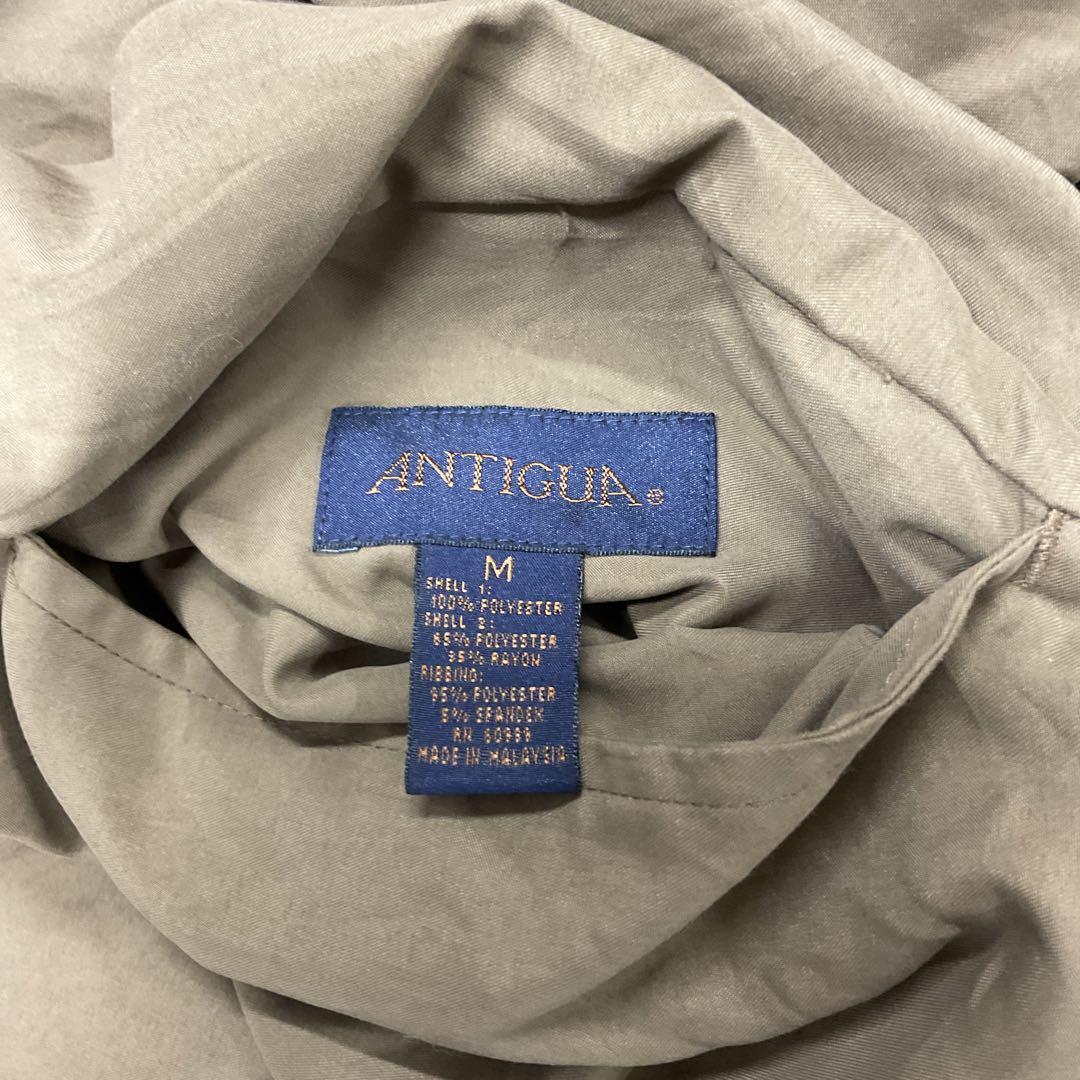 ANTIGUA®
M
SHELL 1:
100% POLYESTER
SHELL 2:
65% POLYESTER
35% RAYON
RIBBING:
95% POLYESTER
5% SPANDEX
RN
MADE IN MALAYSIA